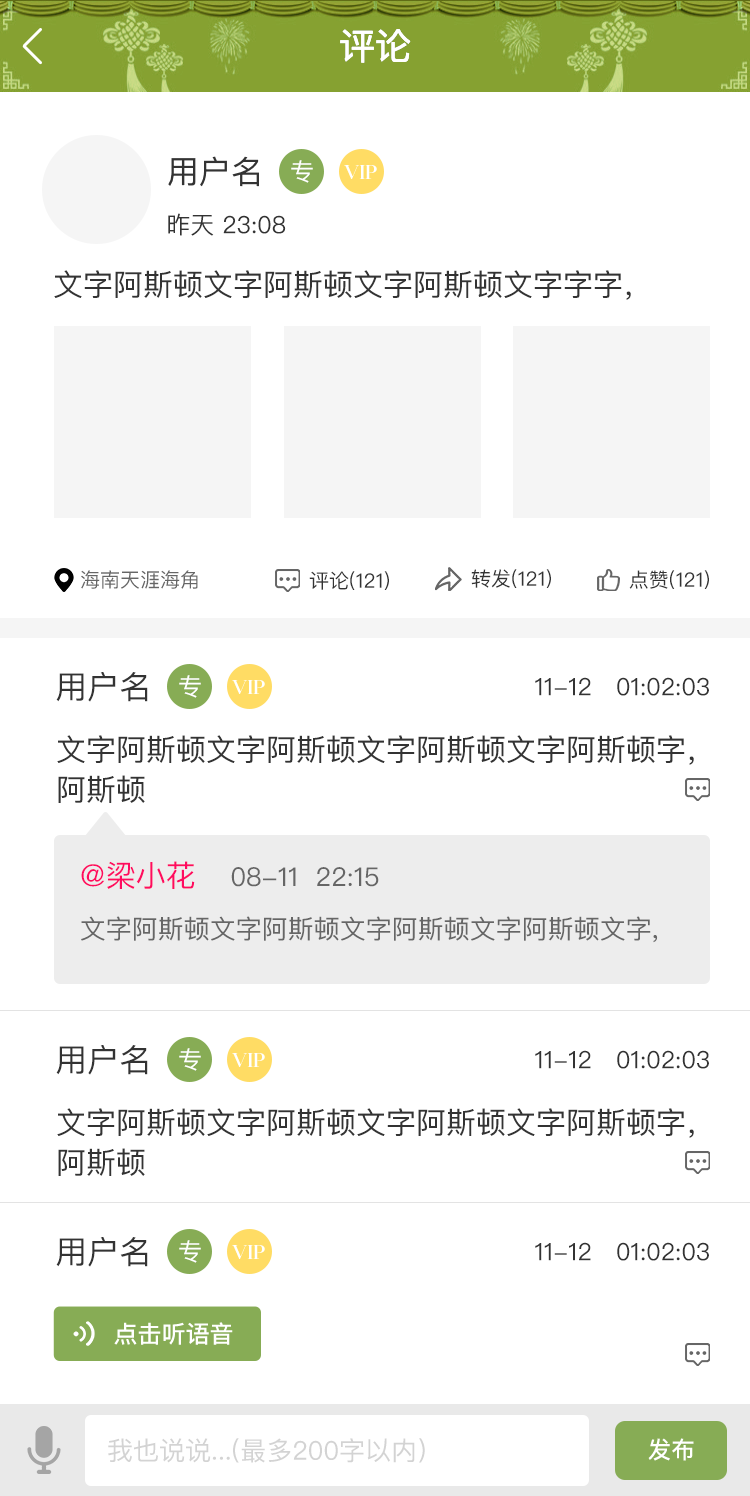 评论
用户名 专 VIP
昨天 23:08
文字阿斯顿文字阿斯顿文字阿斯顿文字字字,
海南天涯海角 评论(121) 转发(121) 点赞(121)
用户名 专 VIP 11-12 01:02:03
文字阿斯顿文字阿斯顿文字阿斯顿文字阿斯顿字,
阿斯顿
@梁小花 08-11 22:15
文字阿斯顿文字阿斯顿文字阿斯顿文字阿斯顿文字,
用户名 专 VIP 11-12 01:02:03
文字阿斯顿文字阿斯顿文字阿斯顿文字阿斯顿字,
阿斯顿
用户名 专 VIP 11-12 01:02:03
点击听语音
我也说说...(最多200字以内) 发布